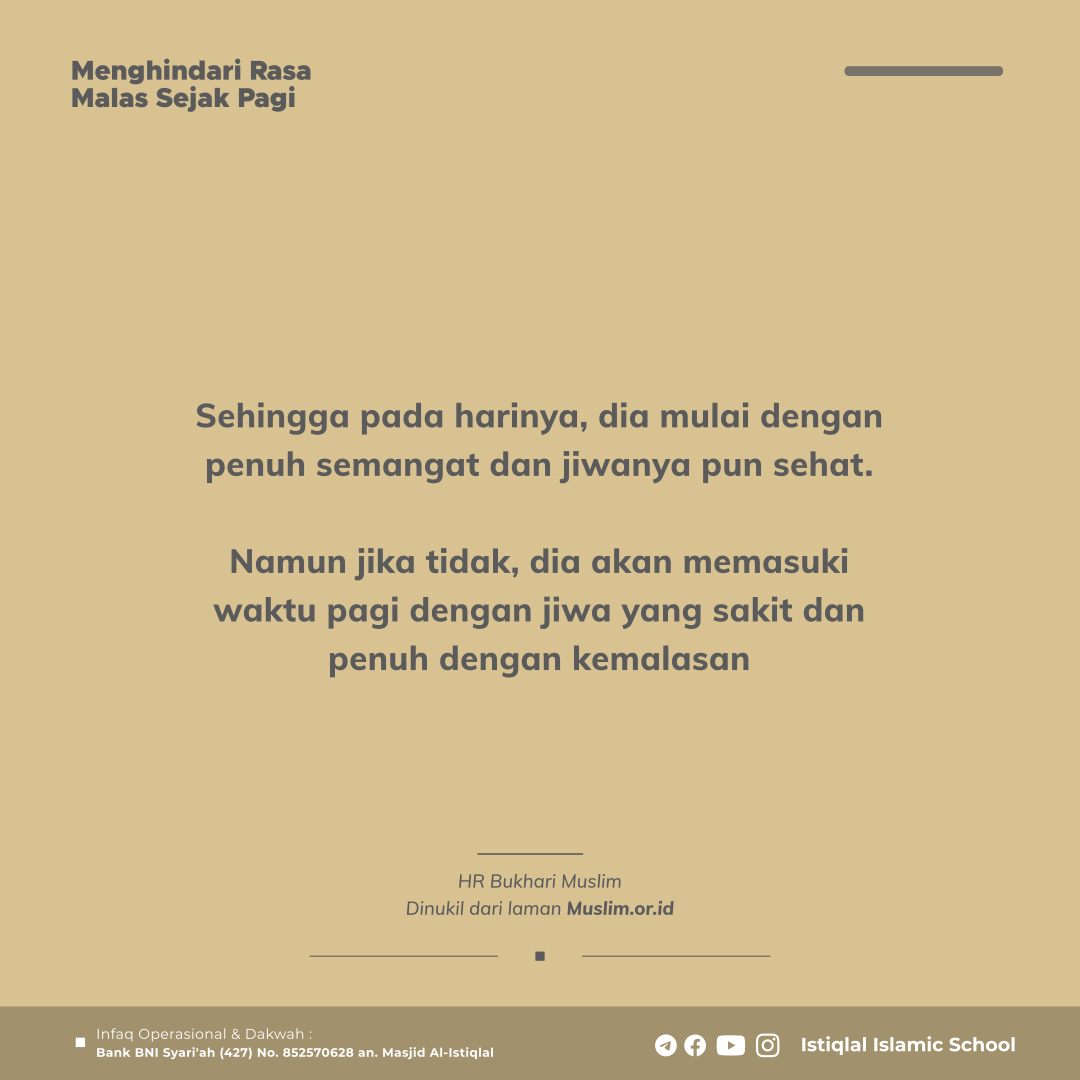 Menghindari Rasa
Malas Sejak Pagi
Sehingga pada harinya, dia mulai dengan
penuh semangat dan jiwanya pun sehat.
Namun jika tidak, dia akan memasuki
waktu pagi dengan jiwa yang sakit dan
penuh dengan kemalasan
HR Bukhari Muslim
Dinukil dari laman Muslim.or.id
Infaq Operasional & Dakwah :
Bank BNI Syari'ah (427) No. 852570628 an. Masjid Al-Istiqlal
Istiqlal Islamic School